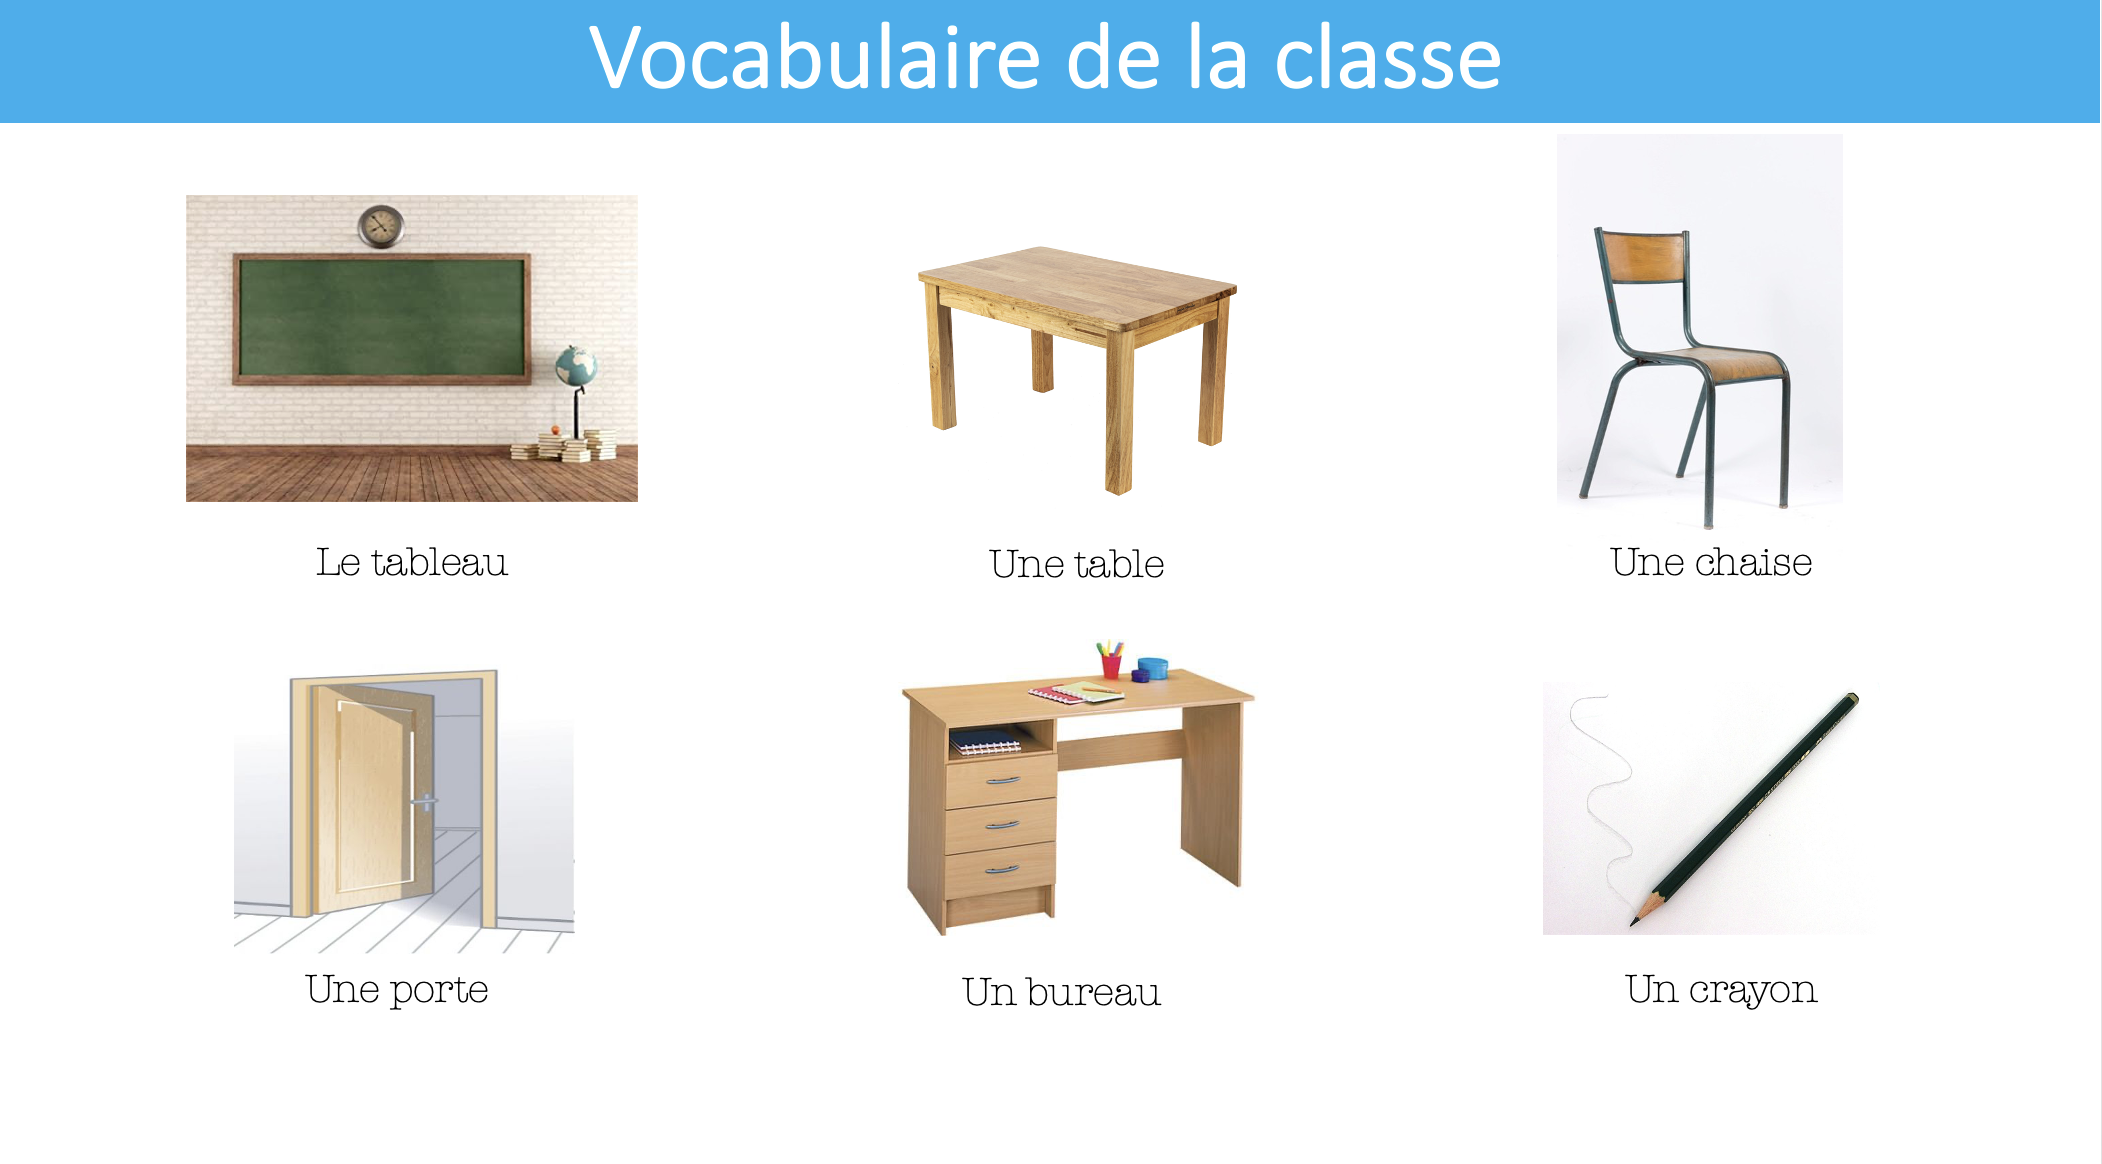 Vocabulaire de la classe
Le tableau
Une table
Une chaise
Une porte
Un bureau
Un crayon